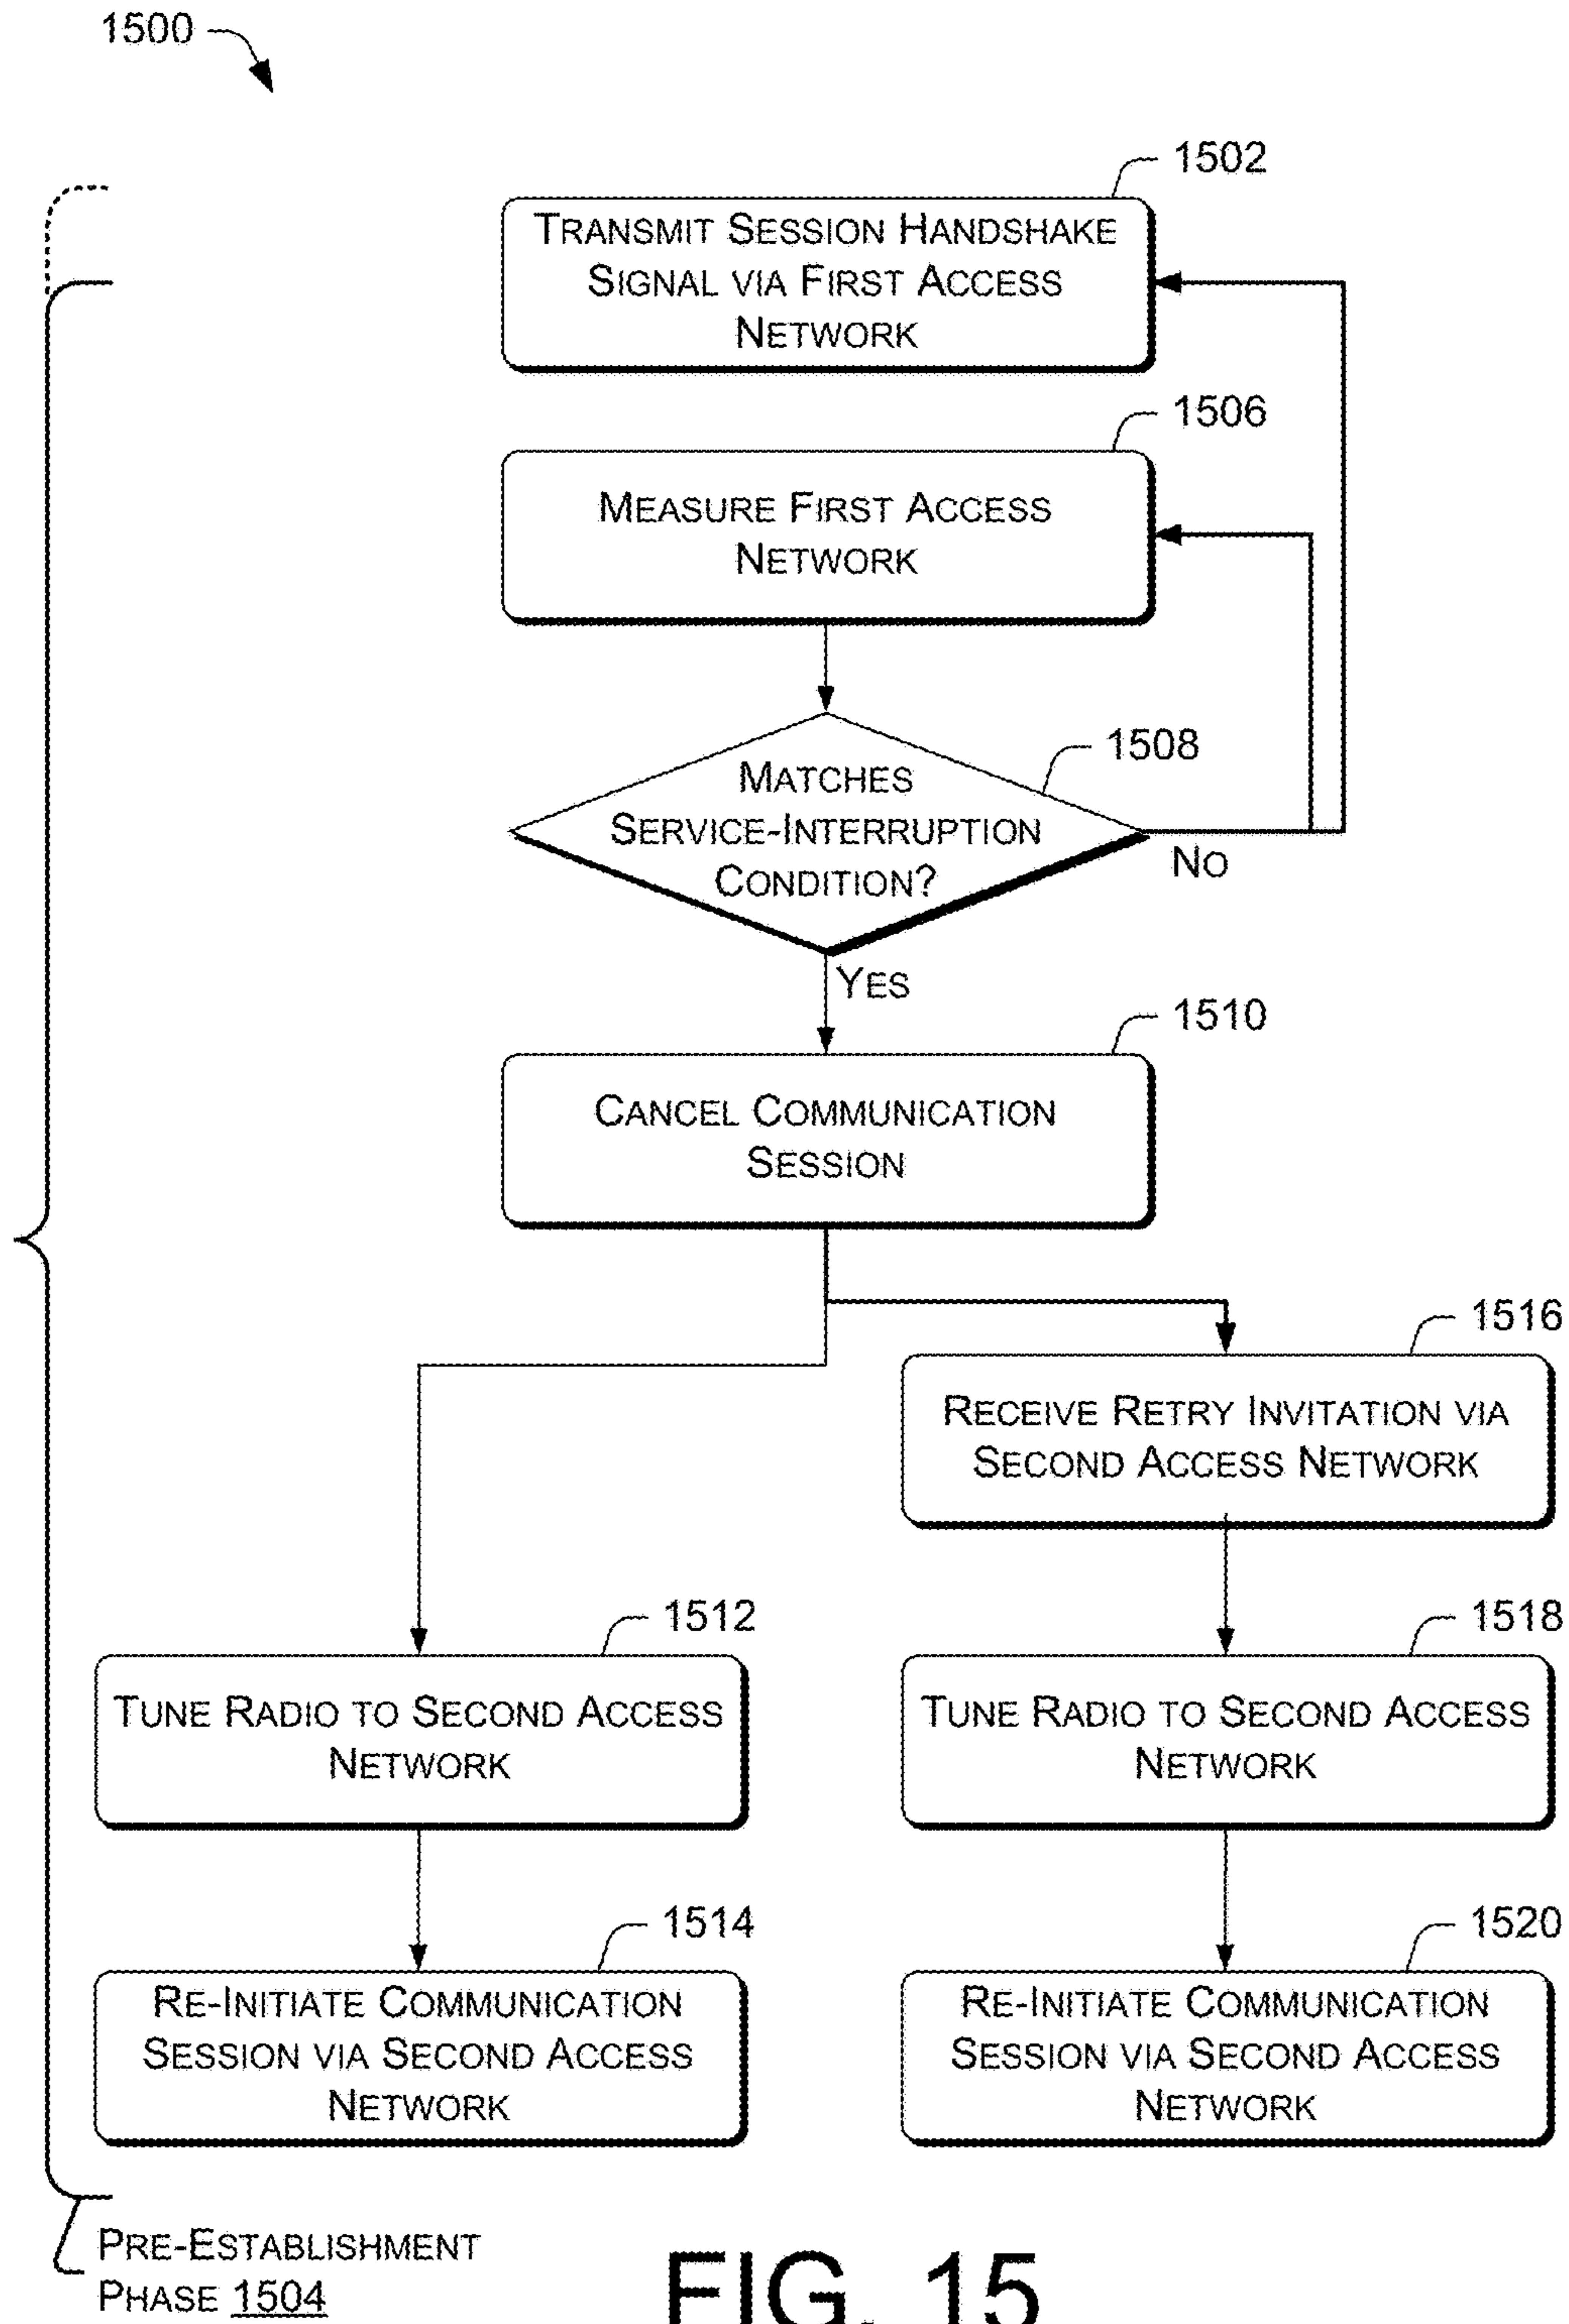 1500
1502
TRANSMIT SESSION HANDSHAKE
SIGNAL VIA FIRST ACCESS
NETWORK
1506
MEASURE FIRST ACCESS
NETWORK
1508
MATCHES
SERVICE-INTERRUPTION
CONDITION?
NO
YES
1510
CANCEL COMMUNICATION
SESSION
1516
RECEIVE RETRY INVITATION VIA
SECOND ACCESS NETWORK
1512
TUNE RADIO TO SECOND ACCESS
NETWORK
1518
TUNE RADIO TO SECOND ACCESS
NETWORK
1514
RE-INITIATE COMMUNICATION
SESSION VIA SECOND ACCESS
NETWORK
1520
RE-INITIATE COMMUNICATION
SESSION VIA SECOND ACCESS
NETWORK
PRE-ESTABLISHMENT
PHASE 1504
FIG. 15